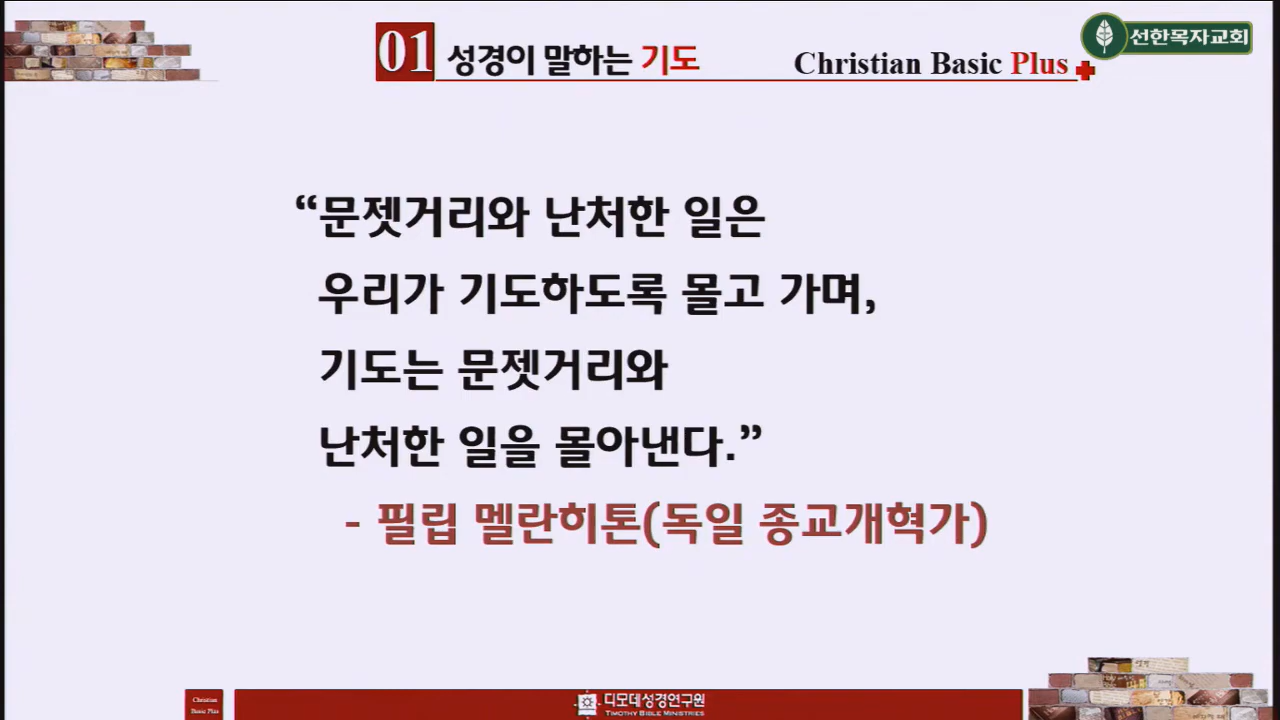 01 성경이 말하는 기도
Christian Basic Plus
선한목자교회
“문젯거리와 난처한 일은
우리가 기도하도록 몰고 가며,
기도는 문젯거리와
난처한 일을 몰아낸다.”
- 필립 멜란히톤(독일 종교개혁가)
Christian
Basic Plus
디모데성경연구원
TIMOTHY BIBLE MINISTRIES